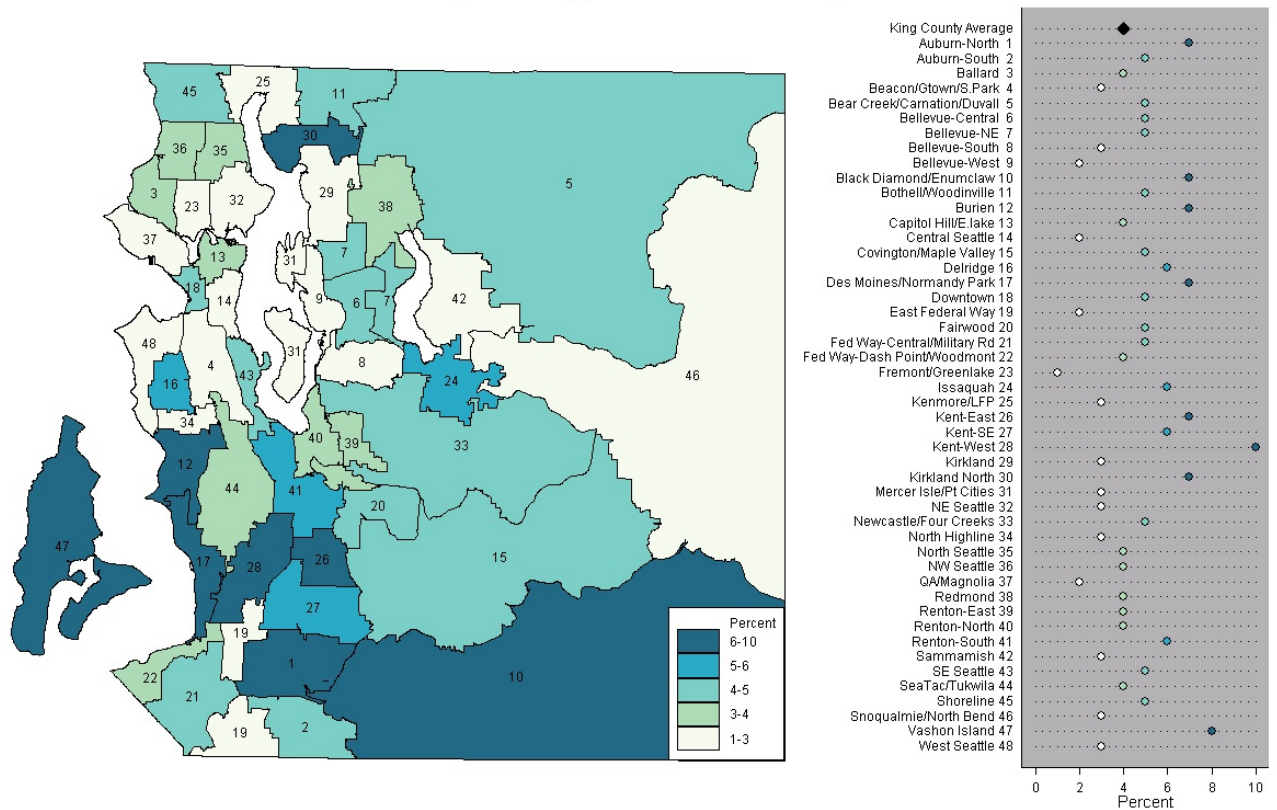 King County Average
Auburn-North 1
Auburn-South 2
Ballard 3
Beacon/Gtown/S.Park 4
Bear Creek/Carnation/Duvall 5
Bellevue-Central 6
Bellevue-NE 7
Bellevue-South 8
Bellevue-West 9
Black Diamond/Enumclaw 10
Bothell/Woodinville 11
Burien 12
Capitol Hill/E.lake 13
Central Seattle 14
Covington/Maple Valley 15
Delridge 16
Des Moines/Normandy Park 17
Downtown 18
East Federal Way 19
Fairwood 20
Fed Way-Central/Military Rd 21
Fed Way-Dash Point/Woodmont 22
Fremont/Greenlake 23
Issaquah 24
Kenmore/LFP 25
Kent-East 26
Kent-SE 27
Kent-West 28
Kirkland 29
Kirkland North 30
Mercer Isle/Pt Cities 31
NE Seattle 32
Newcastle/Four Creeks 33
North Highline 34
North Seattle 35
NW Seattle 36
QA/Magnolia 37
Redmond 38
Renton-East 39
Renton-North 40
Renton-South 41
Sammamish 42
SE Seattle 43
SeaTac/Tukwila 44
Shoreline 45
Snoqualmie/North Bend 46
Vashon Island 47
West Seattle 48
0 2 4 6 8 10
Percent
45
25
11
30
36
35
5
3
23
32
29
38
37
13
31
7
18
14
9
6
7
42
48
4
31
8
46
16
43
24
34
40
39
33
12
44
41
20
47
17
28
26
15
27
19
1
22
21
10
19
2
Percent
6-10
5-6
4-5
3-4
1-3